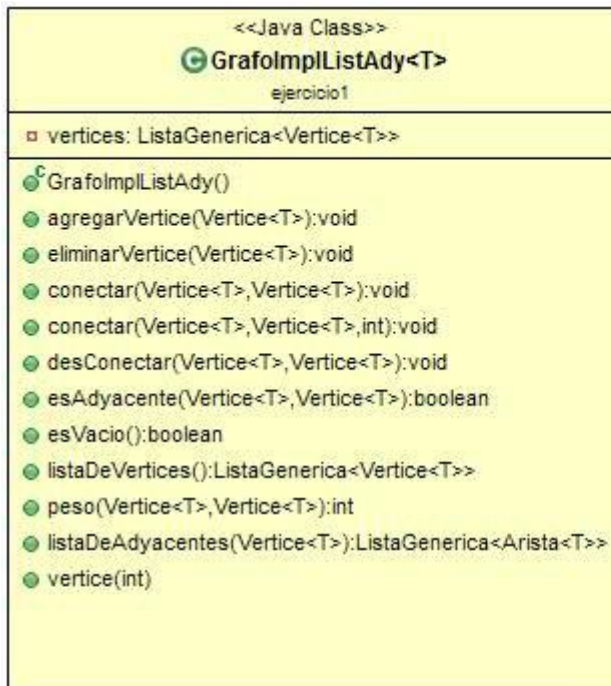 <<Java Class>>
GrafoImplListAdy<T>
ejercicio1
vertices: ListaGenerica<Vertice<T>>
GrafoImplListAdy()
agregarVertice(Vertice<T>):void
eliminarVertice(Vertice<T>):void
conectar(Vertice<T>,Vertice<T>):void
conectar(Vertice<T>,Vertice<T>,int):void
desConectar(Vertice<T>,Vertice<T>):void
esAdyacente(Vertice<T>,Vertice<T>):boolean
esVacio():boolean
listaDeVertices():ListaGenerica<Vertice<T>>
peso(Vertice<T>,Vertice<T>):int
listaDeAdyacentes(Vertice<T>):ListaGenerica<Arista<T>>
vertice(int)